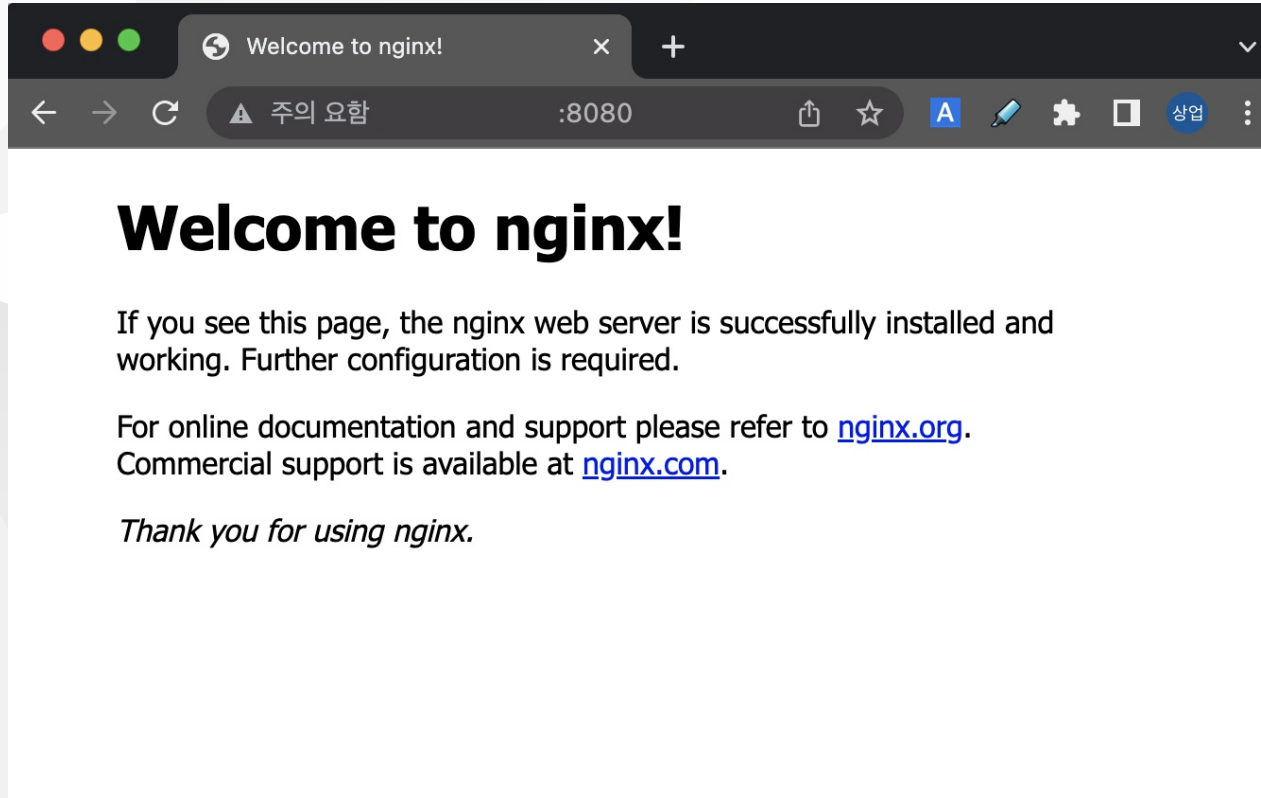 Welcome to nginx!
주의 요함 :8080
A
상업
Welcome to nginx!
If you see this page, the nginx web server is successfully installed and
working. Further configuration is required.
For online documentation and support please refer to nginx.org.
Commercial support is available at nginx.com.
Thank you for using nginx.